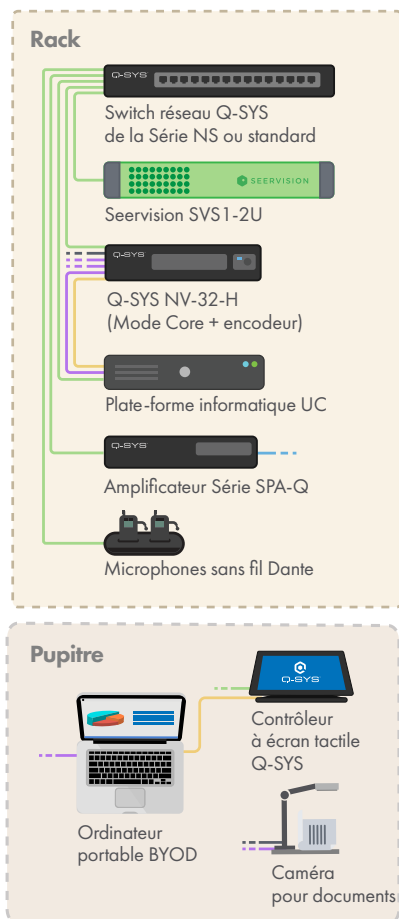 Rack
Q-SYS
Switch réseau Q-SYS
de la Série NS ou standard
SEERVISION
Seervision SVS1-2U
Q-SYS
Q-SYS NV-32-H
(Mode Core + encodeur)
Plate-forme informatique UC
Q-SYS
Amplificateur Série SPA-Q
Microphones sans fil Dante
Pupitre
Q-SYS
Contrôleur
à écran tactile
Q-SYS
Ordinateur
portable BYOD
Caméra
pour documents